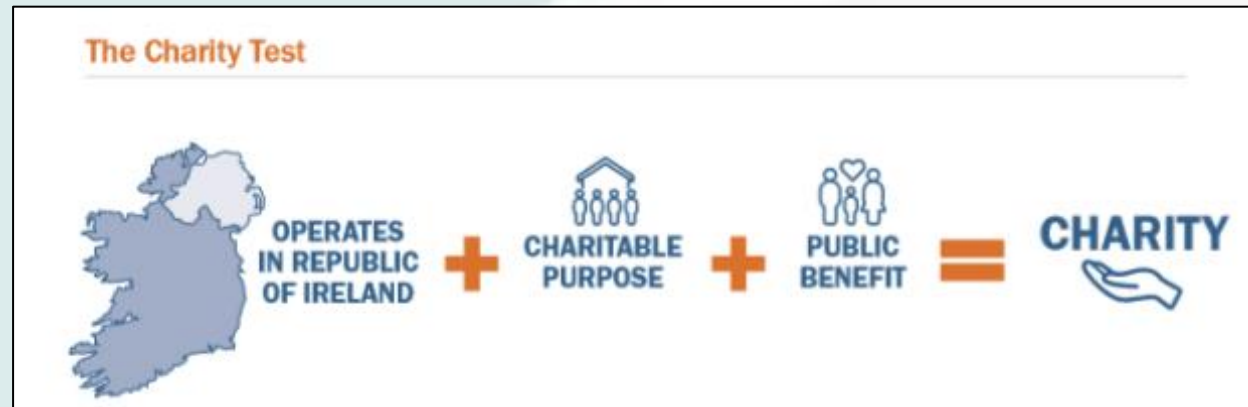 The Charity Test
OPERATES
IN REPUBLIC
OF IRELAND
CHARITABLE
PURPOSE
PUBLIC
BENEFIT
CHARITY